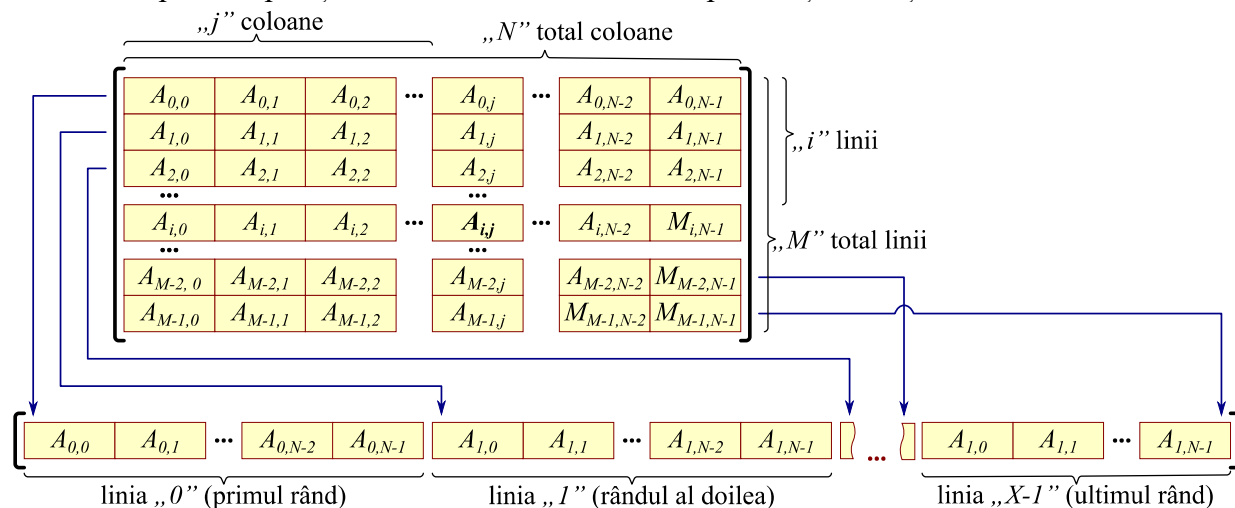 „j” coloane
„N” total coloane
A0,0 A0,1 A0,2 ... A0,j ... A0,N-2 A0,N-1
A1,0 A1,1 A1,2 A1,j A1,N-2 A1,N-1
„i” linii
A2,0 A2,1 A2,2 A2,j A2,N-2 A2,N-1
... ...
Ai,0 Ai,1 Ai,2 ... Ai,j ... Ai,N-2 Mi,N-1
„M” total linii
... ...
AM-2, 0 AM-2,1 AM-2,2 AM-2,j AM-2,N-2 MM-2,N-1
AM-1,0 AM-1,1 AM-1,2 AM-1,j MM-1,N-2 MM-1,N-1
A0,0 A0,1 ... A0,N-2 A0,N-1 A1,0 A1,1 ... A1,N-2 A1,N-1 ... A1,0 A1,1 ... A1,N-1
linia „0” (primul rând) linia „1” (rândul al doilea) linia „X-1” (ultimul rând)